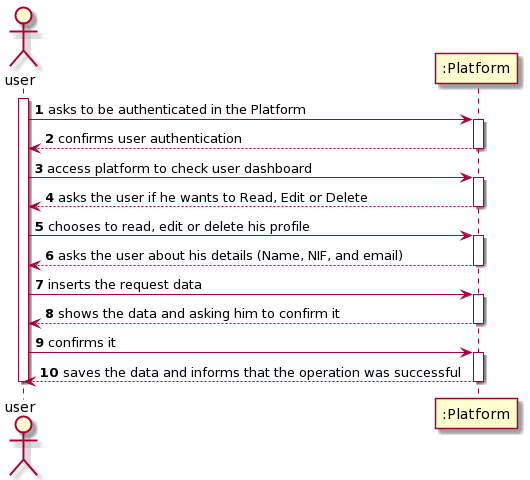 user
:Platform
1 asks to be authenticated in the Platform
2 confirms user authentication
3 access platform to check user dashboard
4 asks the user if he wants to Read, Edit or Delete
5 chooses to read, edit or delete his profile
6 asks the user about his details (Name, NIF, and email)
7 inserts the request data
8 shows the data and asking him to confirm it
9 confirms it
10 saves the data and informs that the operation was successful
user
:Platform